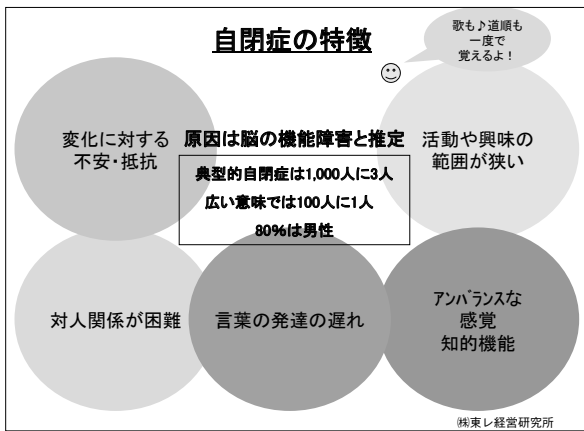 自閉症の特徴
歌も♪道順も
一度で
覚えるよ！
変化に対する
不安・抵抗
原因は脳の機能障害と推定
活動や興味の
範囲が狭い
典型的自閉症は1,000人に3人
広い意味では100人に1人
80%は男性
対人関係が困難
言葉の発達の遅れ
アンバランスな
感覚
知的機能
㈱東レ経営研究所